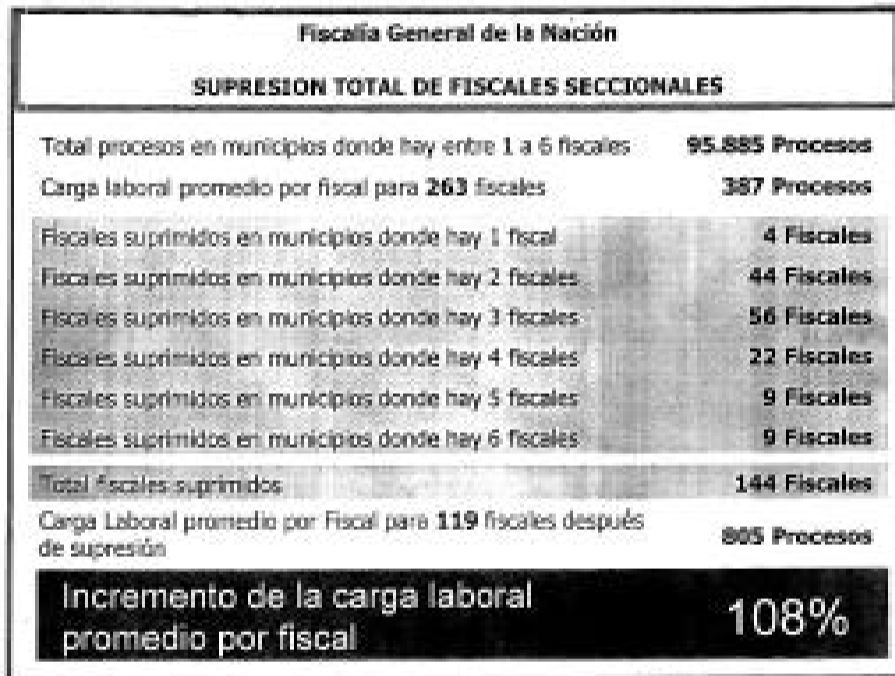 Fiscalía General de la Nación
SUPRESION TOTAL DE FISCALES SECCIONALES
Total procesos en municipios donde hay entre 1 a 6 fiscales 95.885 Procesos
Carga laboral promedio por fiscal para 263 fiscales 387 Procesos
Fiscales suprimidos en municipios donde hay 1 fiscal 4 Fiscales
Fiscales suprimidos en municipios donde hay 2 fiscales 44 Fiscales
Fiscales suprimidos en municipios donde hay 3 fiscales 56 Fiscales
Fiscales suprimidos en municipios donde hay 4 fiscales 22 Fiscales
Fiscales suprimidos en municipios donde hay 5 fiscales 9 Fiscales
Fiscales suprimidos en municipios donde hay 6 fiscales 9 Fiscales
Total fiscales suprimidos 144 Fiscales
Carga Laboral promedio por Fiscal para 119 fiscales después
de supresión 805 Procesos
Incremento de la carga laboral
promedio por fiscal 108%